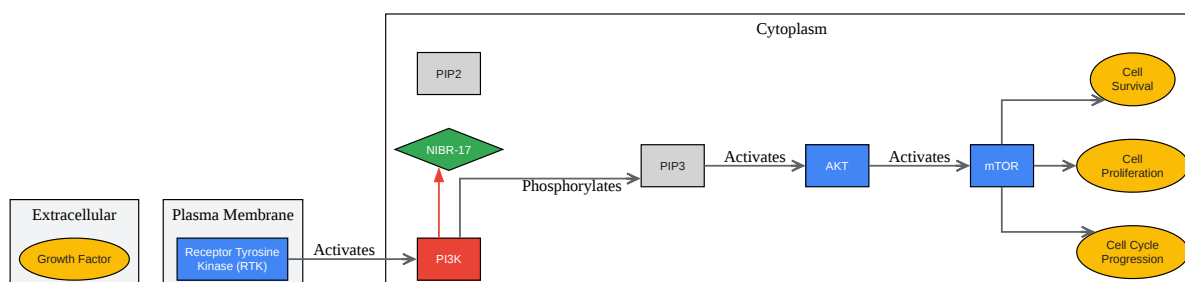 Cytoplasm
PIP2
NIBR-17
Phosphorylates
PIP3
Activates
AKT
Activates
mTOR
Cell
Survival
Cell
Proliferation
Cell Cycle
Progression
Extracellular
Growth Factor
Plasma Membrane
Receptor Tyrosine
Kinase (RTK)
Activates
PI3K